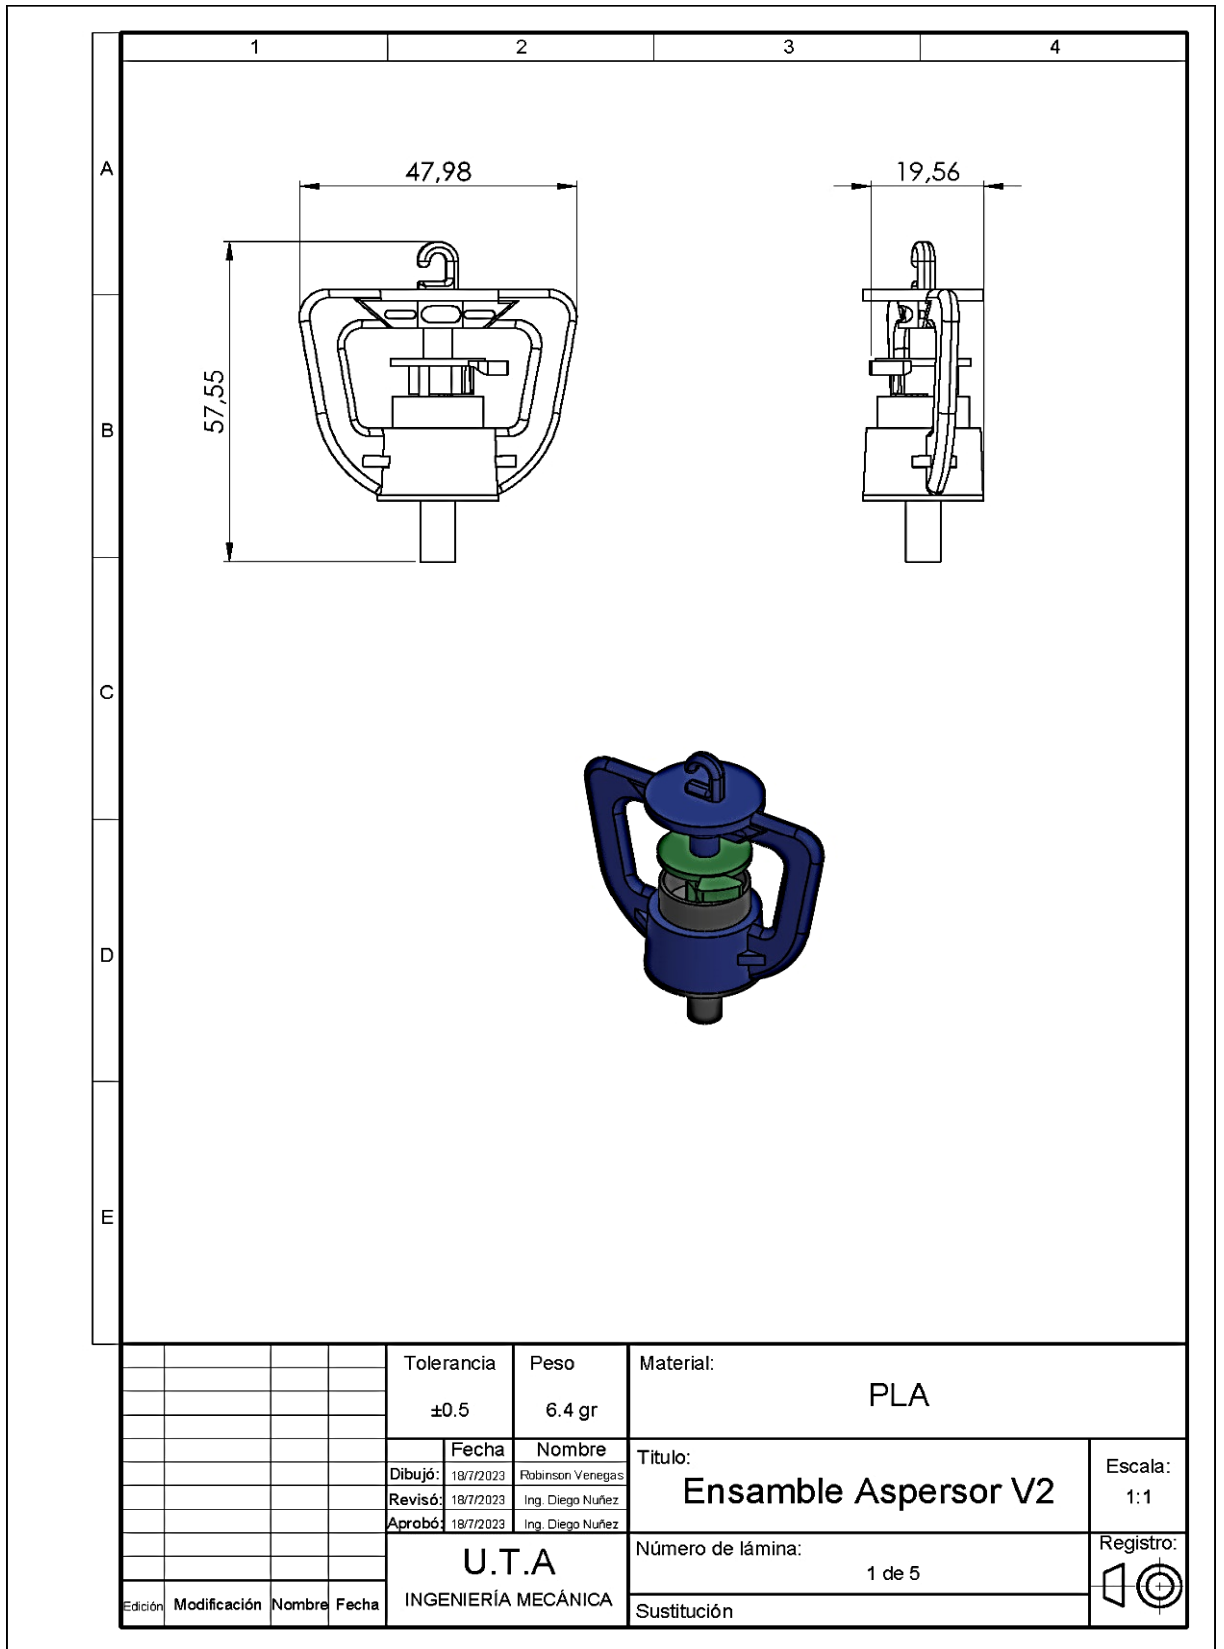 1 2 3 4
A
B
C
D
E
47,98
19,56
57,55
Tolerancia
±0.5
Peso
6.4 gr
Material:
PLA
Fecha Nombre
Dibujó: 18/7/2023 Robinson Venegas
Revisó: 18/7/2023 Ing. Diego Nuñez
Aprobó: 18/7/2023 Ing. Diego Nuñez
Titulo:
Ensamble Aspersor V2
Escala:
1:1
U.T.A
INGENIERÍA MECÁNICA
Número de lámina:
1 de 5
Registro:
Sustitución
Edición Modificación Nombre Fecha